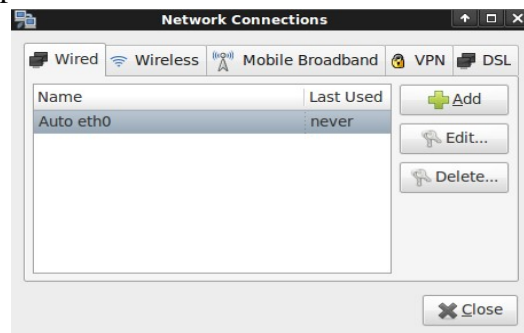 Network Connections
Wired Wireless Mobile Broadband VPN DSL
Name Last Used Add
Auto eth0 never
Edit...
Delete...
Close